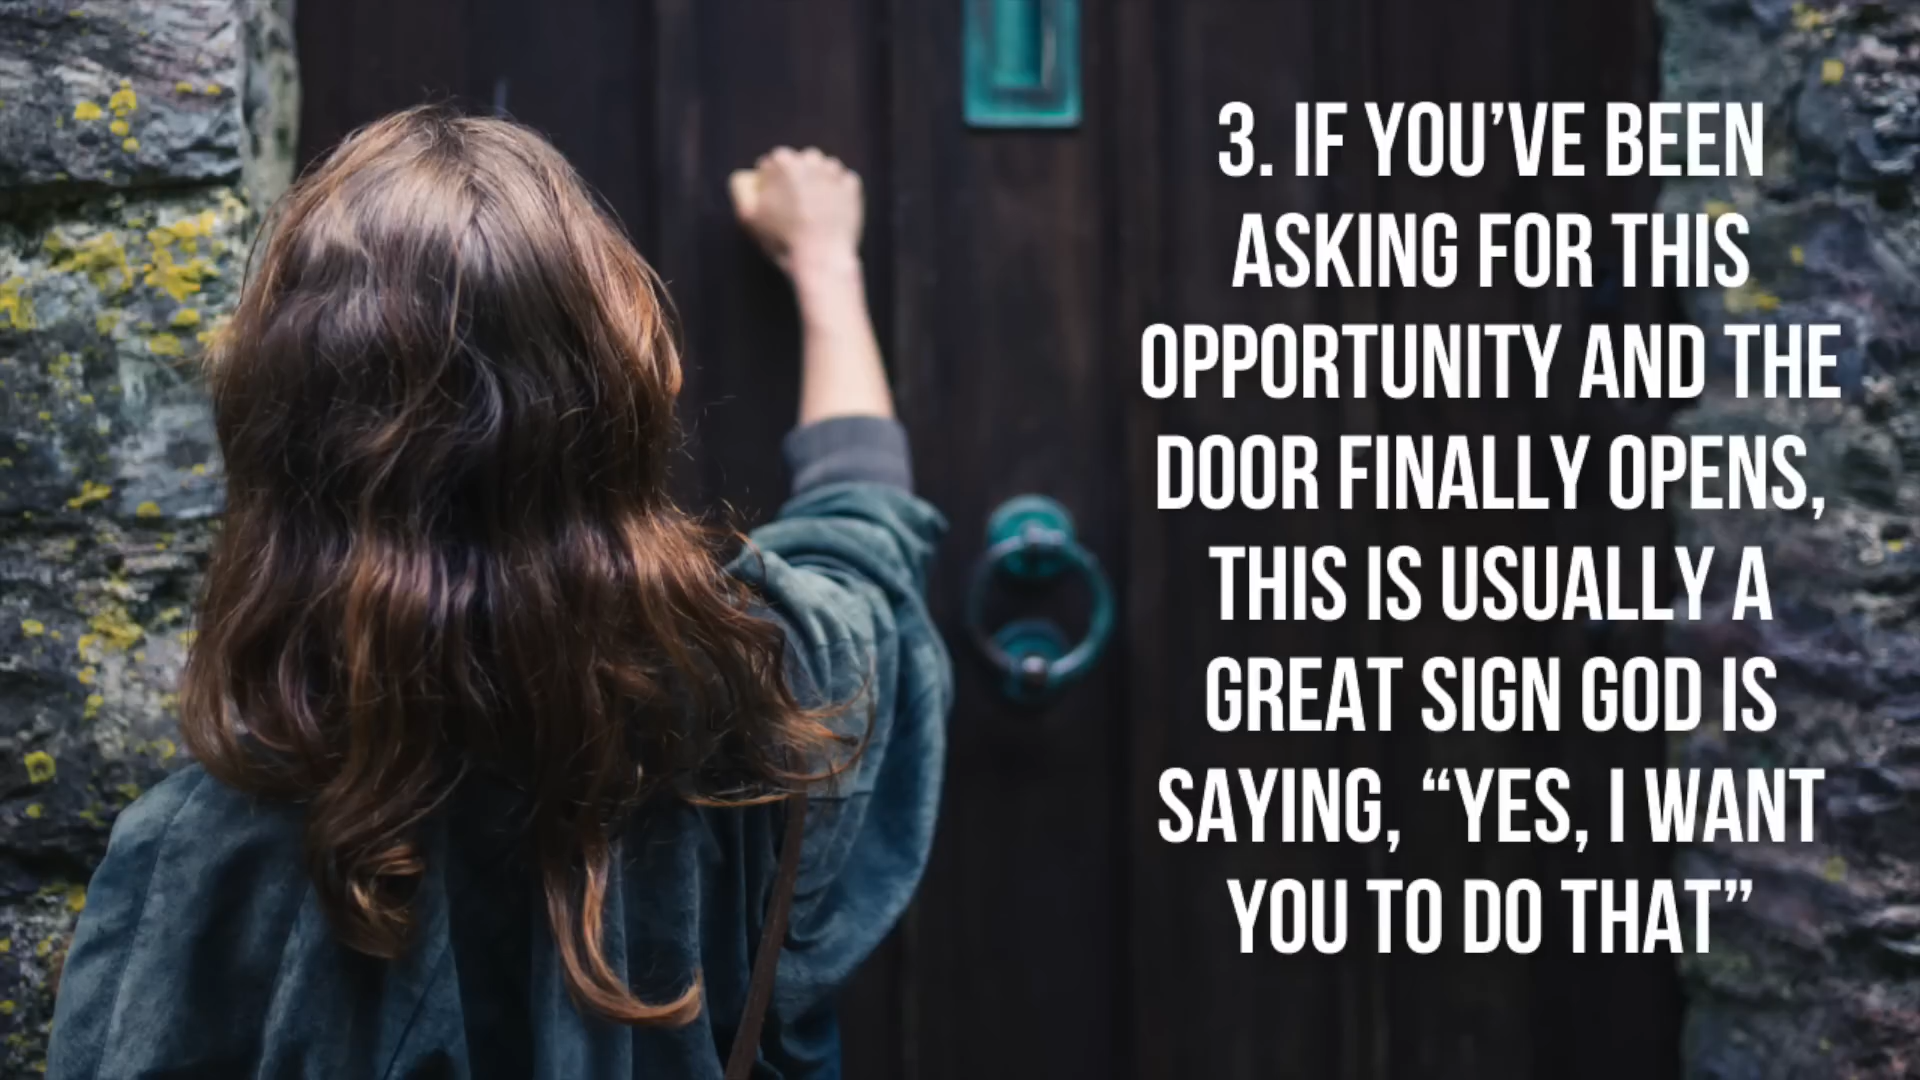 3. IF YOU’VE BEEN
ASKING FOR THIS
OPPORTUNITY AND THE
DOOR FINALLY OPENS,
THIS IS USUALLY A
GREAT SIGN GOD IS
SAYING, “YES, I WANT
YOU TO DO THAT”